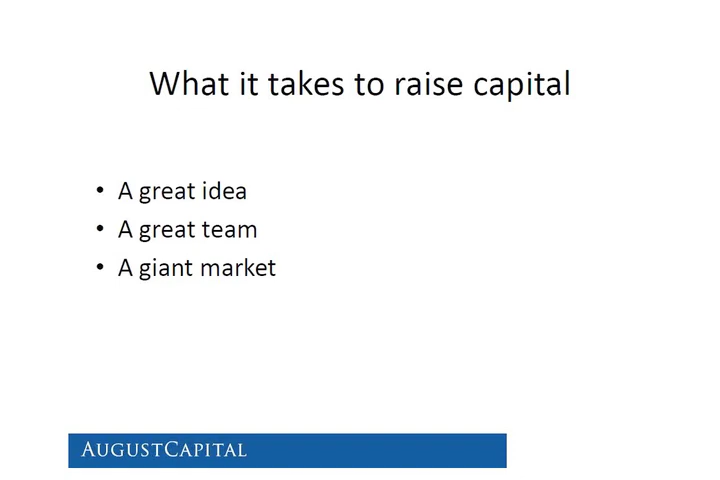 What it takes to raise capital
• A great idea
• A great team
• A giant market
AUGUSTCAPITAL